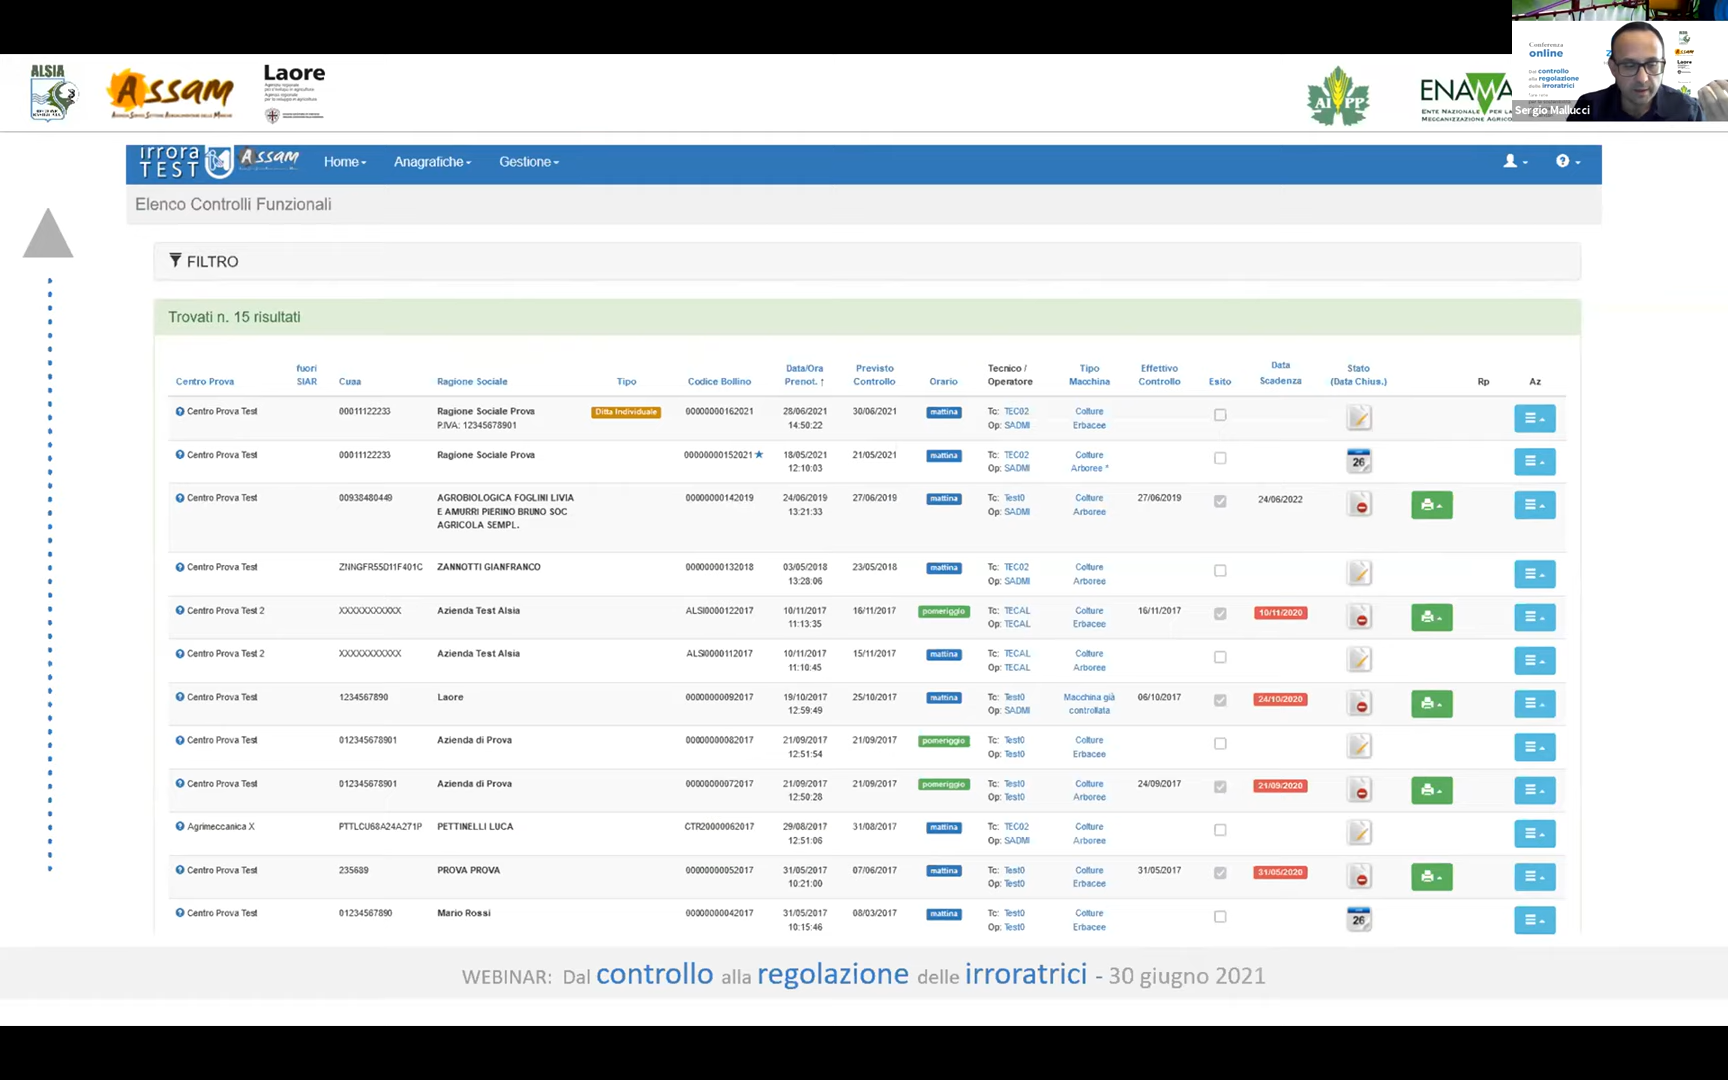 ALSIA
ASSAM
Laore
AIPP
ENAMA
ENTE NAZIONALE PER LA
MECCANIZZAZIONE AGRICOLA
Conferenza
online
Dal controllo
alla regolazione
delle irroratrici
Sergio Mallucci
irrora
TEST
Assam
Home
Anagrafiche
Gestione
Elenco Controlli Funzionali
FILTRO
Trovati n. 15 risultati
Centro Prova fuori SIAR Cuaa Ragione Sociale Tipo Codice Bollino Data/Ora Prenot. ↑ Previsto Controllo Orario Tecnico / Operatore Tipo Macchina Effettivo Controllo Esito Data Scadenza Stato (Data Chius.) Rp Az
Centro Prova Test 00011122233 Ragione Sociale Prova Ditta Individuale 00000000162021 28/06/2021 30/06/2021 mattina Tc: TEC02 Colture
P.IVA: 12345678901 14:50:22 Op: SADMI Erbacee
Centro Prova Test 00011122233 Ragione Sociale Prova 00000000152021 ★ 18/05/2021 21/05/2021 mattina Tc: TEC02 Colture 26
12:10:03 Op: SADMI Arboree *
Centro Prova Test 00938480449 AGROBIOLOGICA FOGLINI LIVIA 00000000142019 24/06/2019 27/06/2019 mattina Tc: Test0 Colture 27/06/2019 24/06/2022
E AMURRI PIERINO BRUNO SOC 13:21:33 Op: SADMI Arboree
AGRICOLA SEMPL.
Centro Prova Test ZNNGFR55D11F401C ZANNOTTI GIANFRANCO 00000000132018 03/05/2018 23/05/2018 mattina Tc: TEC02 Colture
13:28:06 Op: SADMI Arboree
Centro Prova Test 2 XXXXXXXXXXX Azienda Test Alsia ALSI0000122017 10/11/2017 16/11/2017 pomeriggio Tc: TECAL Colture 16/11/2017 10/11/2020
11:13:35 Op: TECAL Erbacee
Centro Prova Test 2 XXXXXXXXXXX Azienda Test Alsia ALSI0000112017 10/11/2017 15/11/2017 mattina Tc: TECAL Colture
11:10:45 Op: TECAL Arboree
Centro Prova Test 1234567890 Laore 00000000092017 19/10/2017 25/10/2017 mattina Tc: Test0 Macchina già 06/10/2017 24/10/2020
12:59:49 Op: SADMI controllata
Centro Prova Test 012345678901 Azienda di Prova 00000000082017 21/09/2017 21/09/2017 pomeriggio Tc: Test0 Colture
12:51:54 Op: Test0 Erbacee
Centro Prova Test 012345678901 Azienda di Prova 00000000072017 21/09/2017 21/09/2017 pomeriggio Tc: Test0 Colture 24/09/2017 21/09/2020
12:50:28 Op: Test0 Arboree
Agrimeccanica X PTTLCU68A24A271P PETTINELLI LUCA CTR20000062017 29/08/2017 31/08/2017 mattina Tc: TEC02 Colture
12:51:06 Op: SADMI Arboree
Centro Prova Test 235689 PROVA PROVA 00000000052017 31/05/2017 07/06/2017 mattina Tc: Test0 Colture 31/05/2017 31/05/2020
10:21:00 Op: Test0 Erbacee
Centro Prova Test 01234567890 Mario Rossi 00000000042017 31/05/2017 08/03/2017 mattina Tc: Test0 Colture 26
10:15:46 Op: Test0 Erbacee
WEBINAR: Dal controllo alla regolazione delle irroratrici - 30 giugno 2021